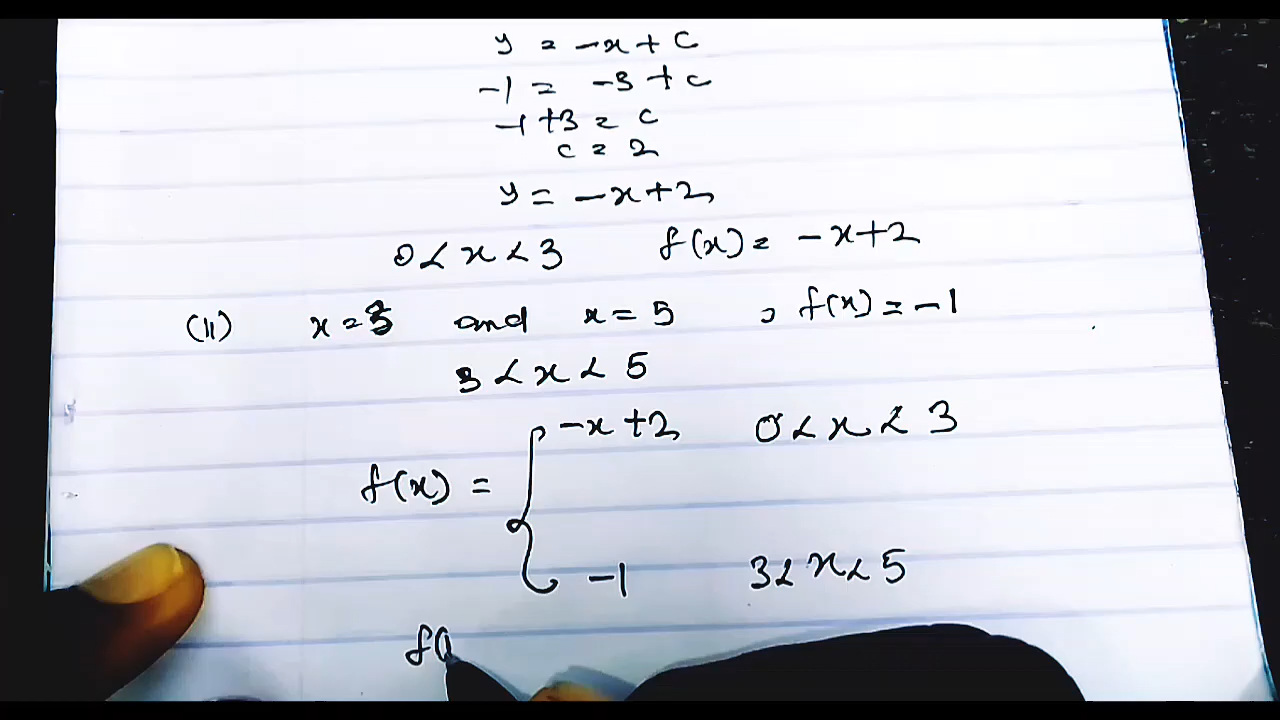 y = -x + c
-1 = -3 + c
-1 + 3 = c
c = 2
y = -x + 2
0 < x < 3 f(x) = -x + 2
(II) x = 3 and x = 5 , f(x) = -1
3 < x < 5
-x + 2 0 < x < 3
f(x) = {
-1 3 < x < 5
f(